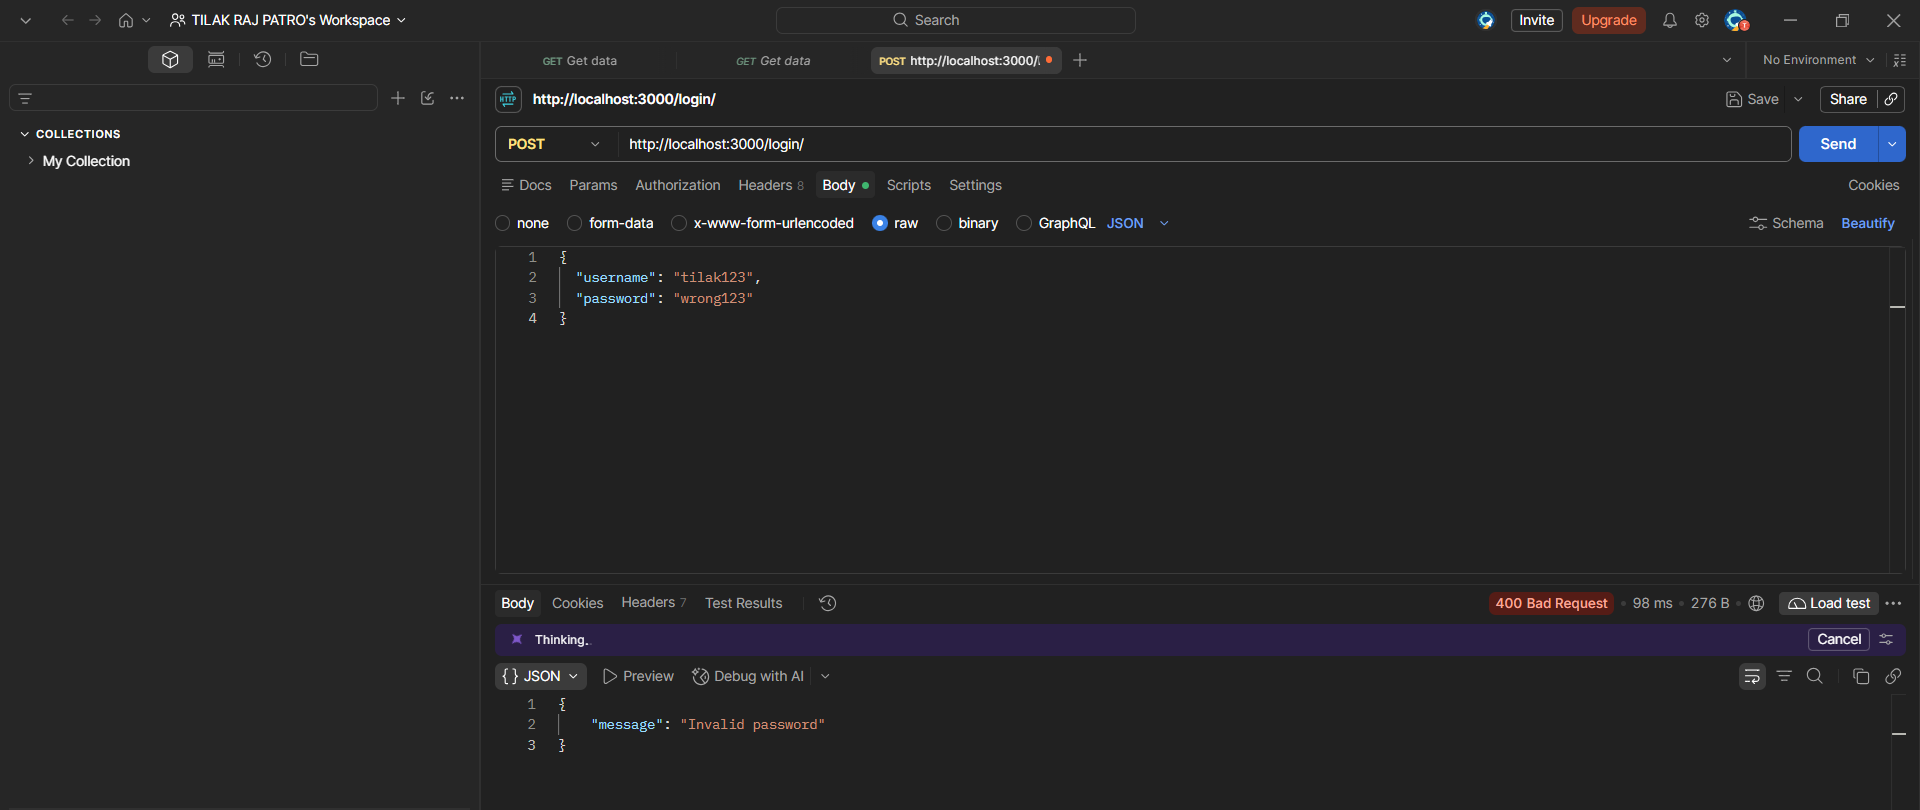 TILAK RAJ PATRO's Workspace
Search
Invite
Upgrade
T
GET Get data
GET Get data
POST http://localhost:3000/l
No Environment
HTTP http://localhost:3000/login/
Save
Share
COLLECTIONS
My Collection
POST
http://localhost:3000/login/
Send
Docs
Params
Authorization
Headers 8
Body
Scripts
Settings
Cookies
none
form-data
x-www-form-urlencoded
raw
binary
GraphQL
JSON
Schema
Beautify
1 {
2 "username": "tilak123",
3 "password": "wrong123"
4 }
Body
Cookies
Headers 7
Test Results
400 Bad Request
98 ms
276 B
Load test
Thinking..
Cancel
{} JSON
Preview
Debug with AI
1 {
2 "message": "Invalid password"
3 }